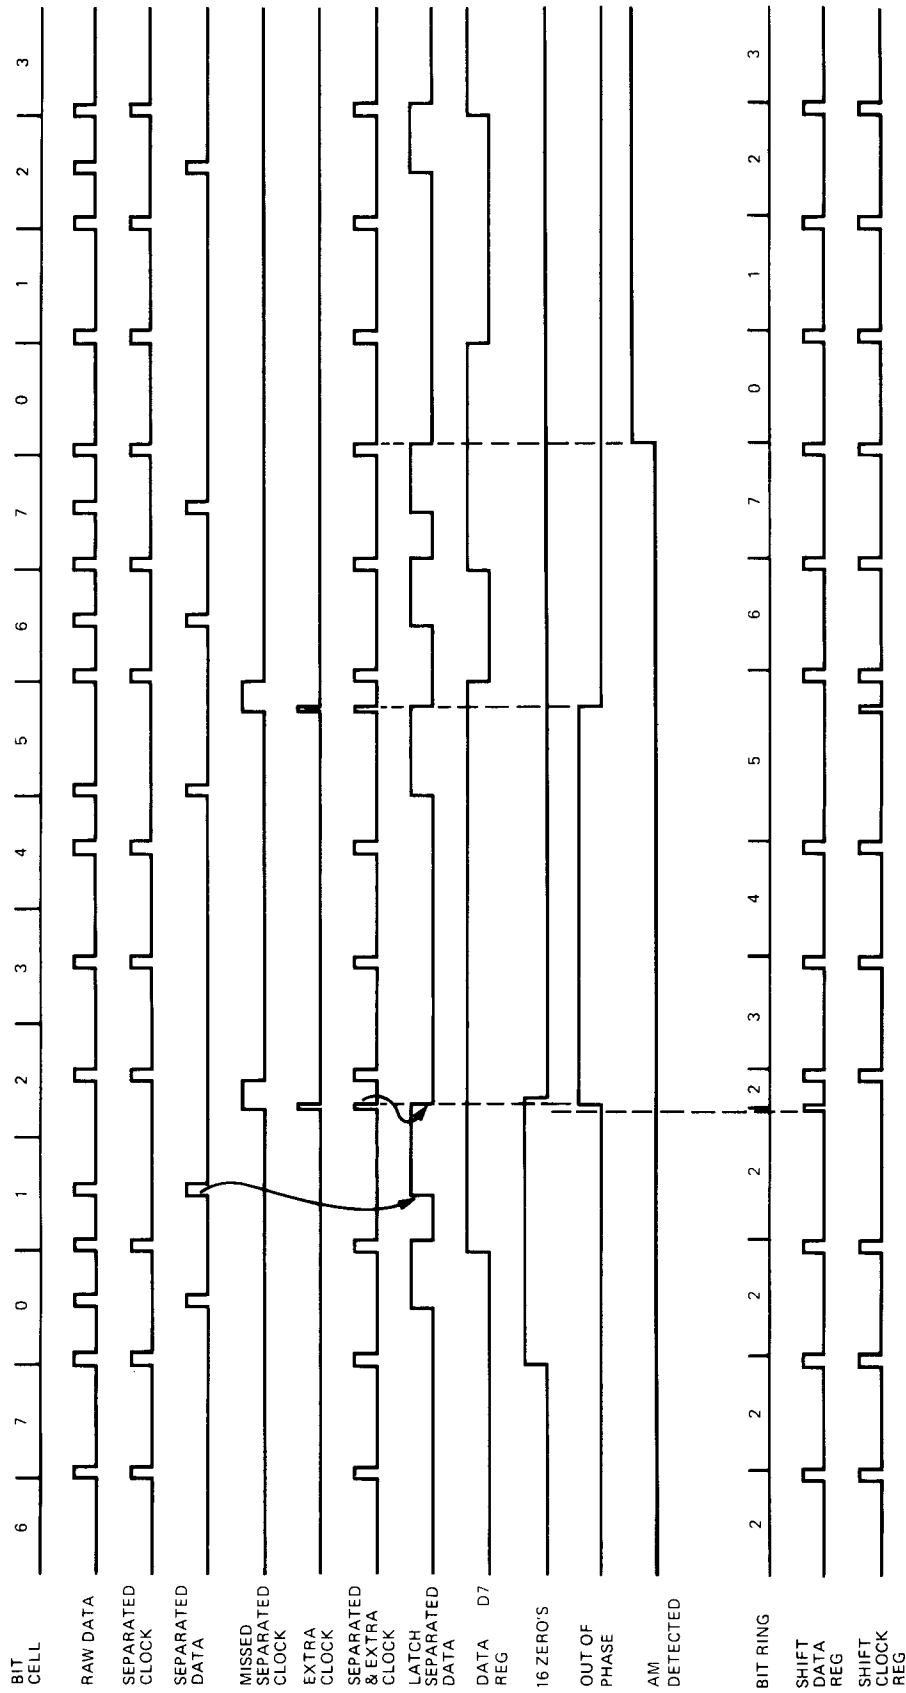 BIT
CELL
6 7 0 1 2 3 4 5 6 7 0 1 2 3
RAW DATA
SEPARATED
CLOCK
SEPARATED
DATA
MISSED
SEPARATED
CLOCK
EXTRA
CLOCK
SEPARATED
& EXTRA
CLOCK
LATCH
SEPARATED
DATA
DATA D7
REG
16 ZERO'S
OUT OF
PHASE
AM
DETECTED
BIT RING
2 2 2 2 2 3 4 5 6 7 0 1 2 3
SHIFT
DATA
REG
SHIFT
CLOCK
REG